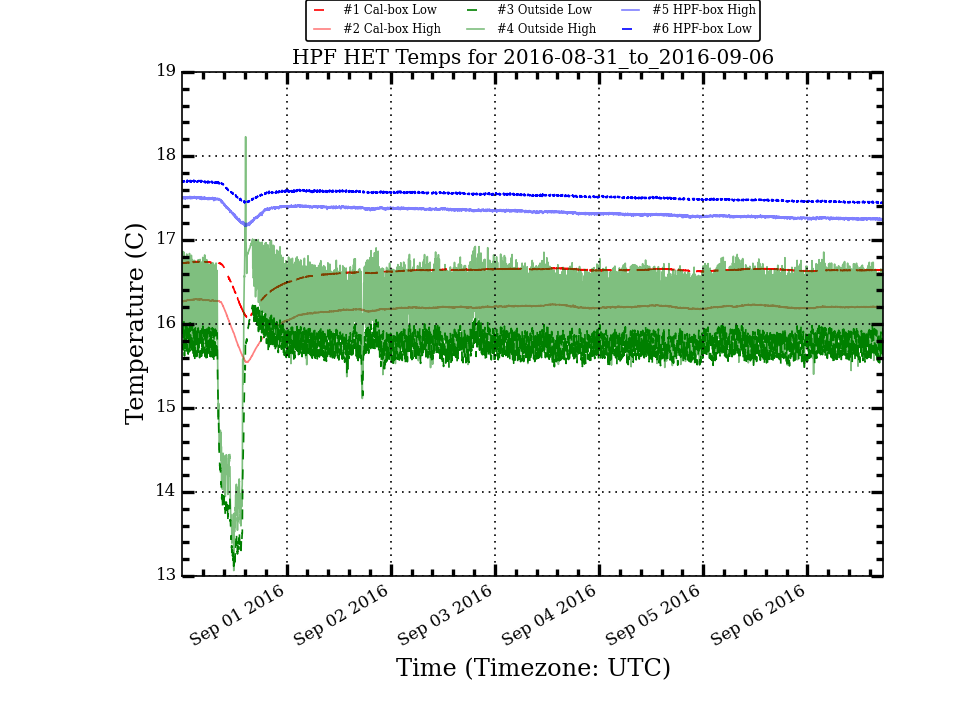 #1 Cal-box Low #3 Outside Low #5 HPF-box High
#2 Cal-box High #4 Outside High #6 HPF-box Low
HPF HET Temps for 2016-08-31_to_2016-09-06
19
18
17
16
15
14
13
Temperature (C)
Sep 01 2016 Sep 02 2016 Sep 03 2016 Sep 04 2016 Sep 05 2016 Sep 06 2016
Time (Timezone: UTC)